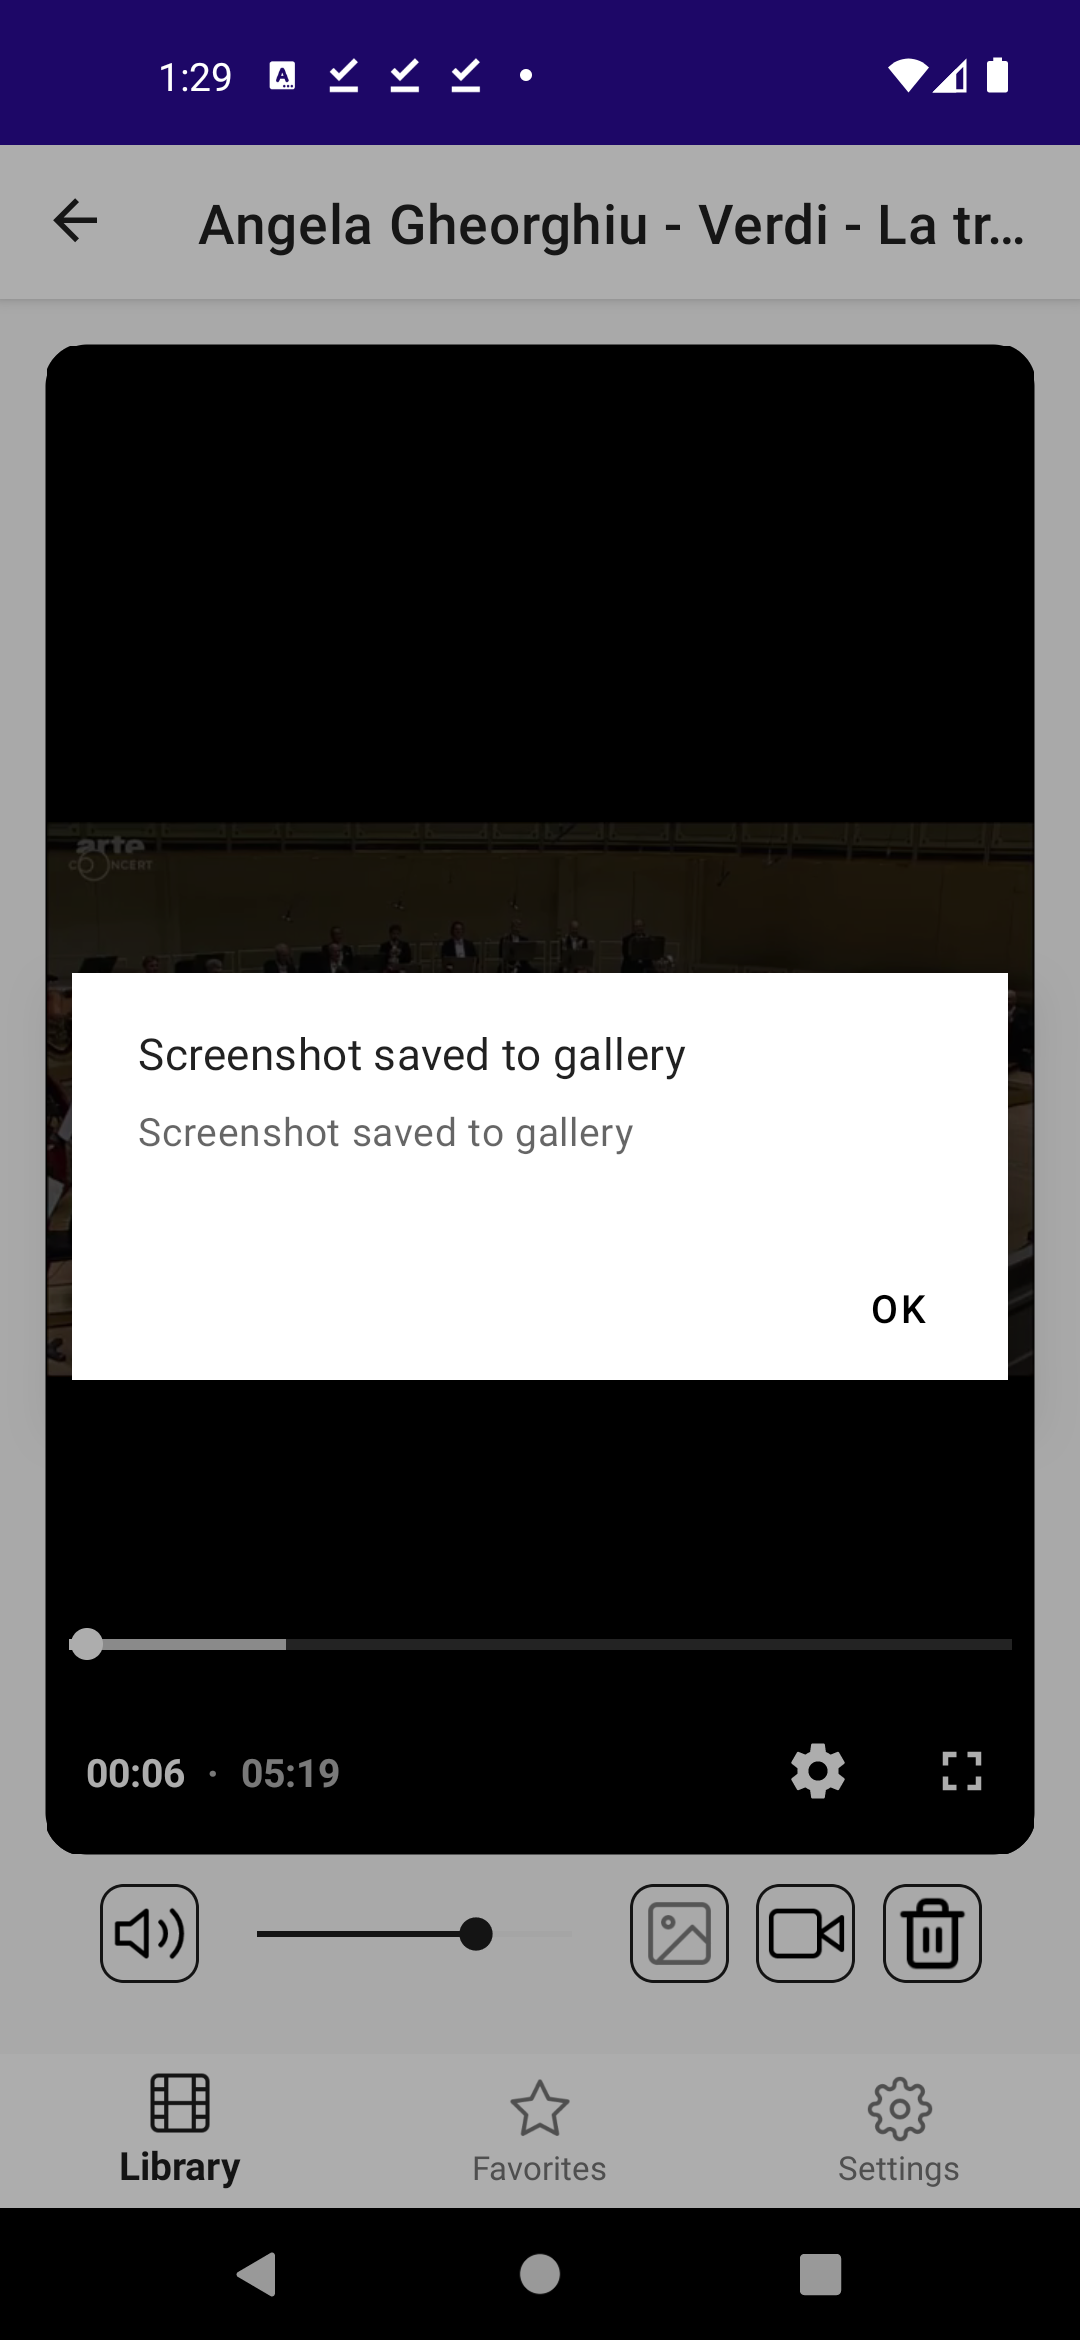 1:29
Angela Gheorghiu - Verdi - La tr...
arte
CONCERT
Screenshot saved to gallery
Screenshot saved to gallery
OK
00:06 · 05:19
Library
Favorites
Settings